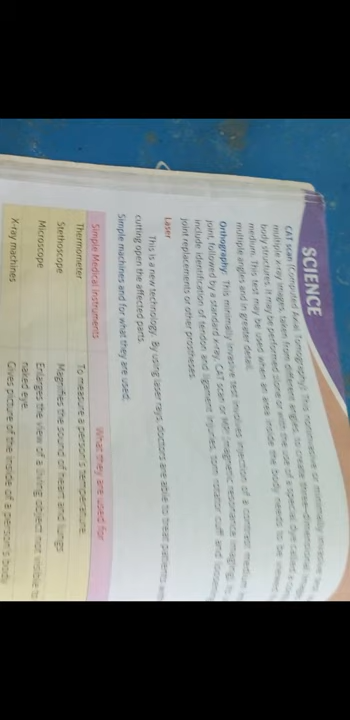 SCIENCE
CAT scan (Computed Axial Tomography): This noninvasive or minimally invasive
multiple x-ray images, taken from different angles, to create three-dimensional
body structures. It may be performed alone or with the use of a special dye called a
medium. This test may be used when an area inside the body needs to be viewed
multiple angles and in greater detail.
Orthography: This minimally invasive test involves injection of a contrast medium
joint, followed by a standard x-ray, CAT scan or MRI (magnetic resonance imaging).
include identification of tendon and ligament injuries, torn rotator cuff and
joint replacements or other prostheses.
Laser
This is a new technology. By using laser rays, doctors are able to treat patients
cutting open the affected parts.
Simple machines and for what they are used:
Simple Medical Instruments What they are used for
Thermometer To measure a person's temperature.
Stethoscope Magnifies the sound of heart and lungs
Microscope Enlarges the view of a living object not visible to
naked eye.
X-ray machines Gives picture of the inside of a person's body